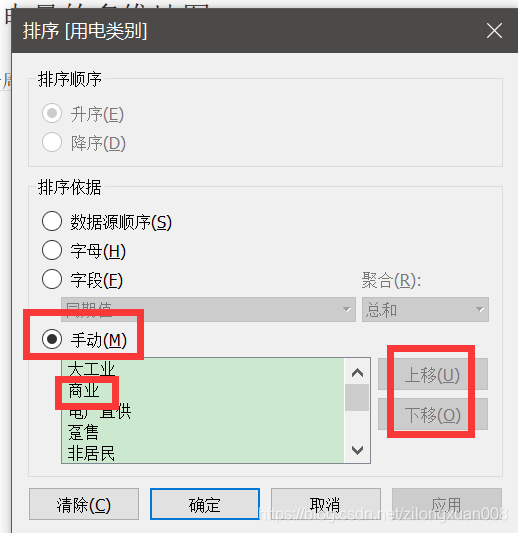 排序 [用电类别]
排序顺序
升序(E)
降序(D)
排序依据
数据源顺序(S)
字母(H)
字段(F)
聚合(R):
同期值
总和
手动(M)
大工业
商业
电厂直供
趸售
非居民
上移(U)
下移(O)
清除(C)
确定
取消
应用
https://blog.csdn.net/zilongxuan008